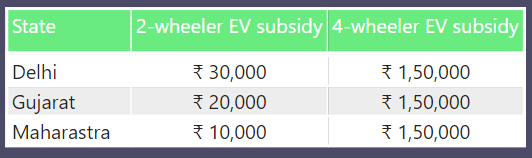 State 2-wheeler EV subsidy 4-wheeler EV subsidy
Delhi ₹ 30,000 ₹ 1,50,000
Gujarat ₹ 20,000 ₹ 1,50,000
Maharastra ₹ 10,000 ₹ 1,50,000